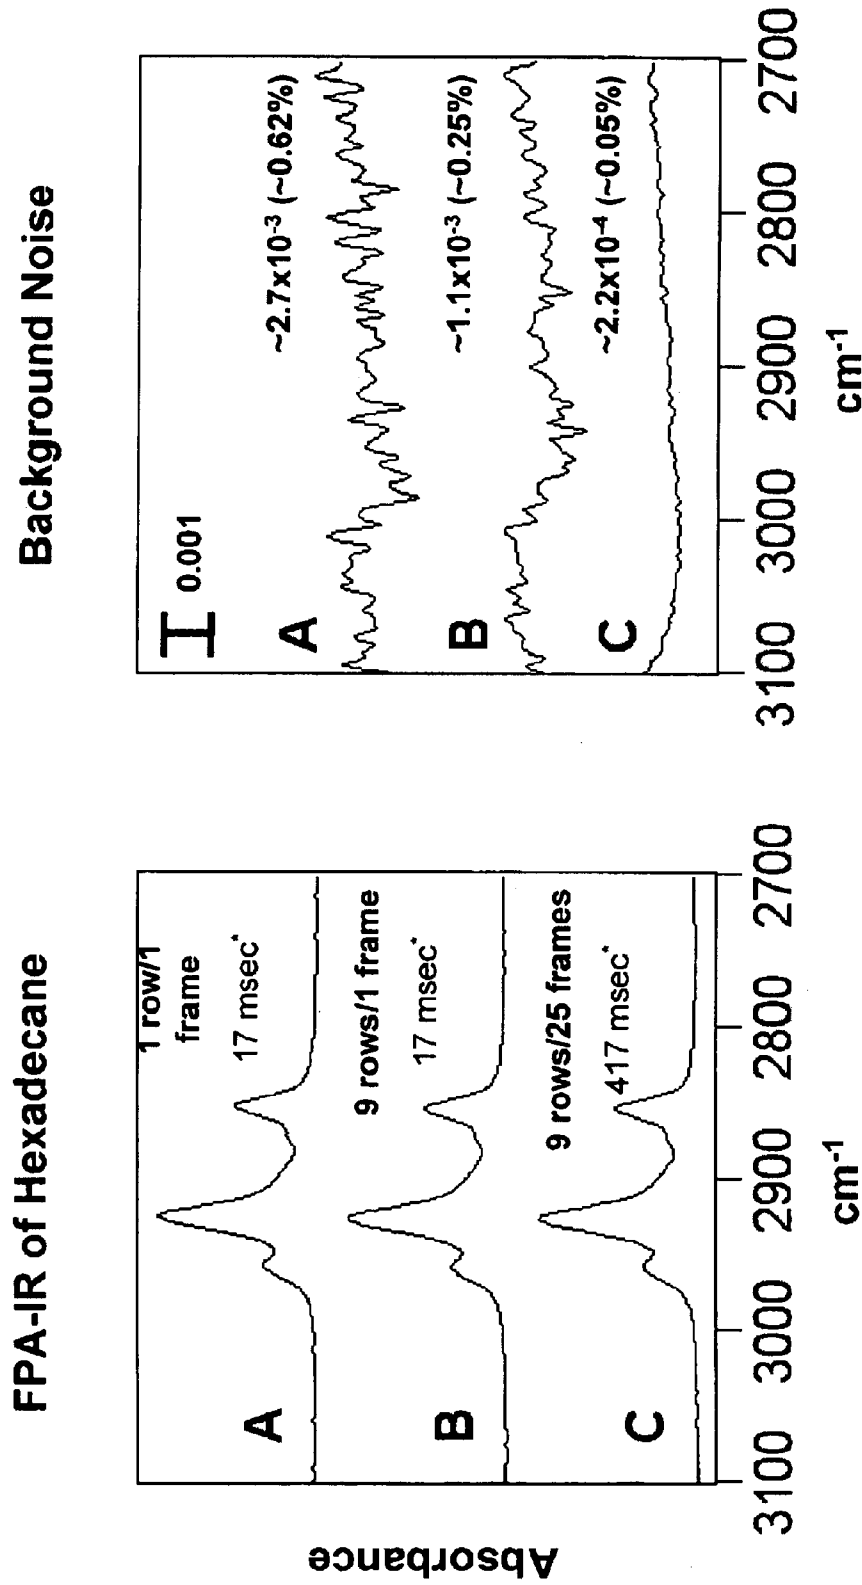 FPA-IR of Hexadecane
Absorbance
A
1 row/1
frame
17 msec*
B
9 rows/1 frame
17 msec*
C
9 rows/25 frames
417 msec*
3100 3000 2900 2800 2700
cm-1
Background Noise
0.001
A
~2.7x10-3 (~0.62%)
B
~1.1x10-3 (~0.25%)
C
~2.2x10-4 (~0.05%)
3100 3000 2900 2800 2700
cm-1